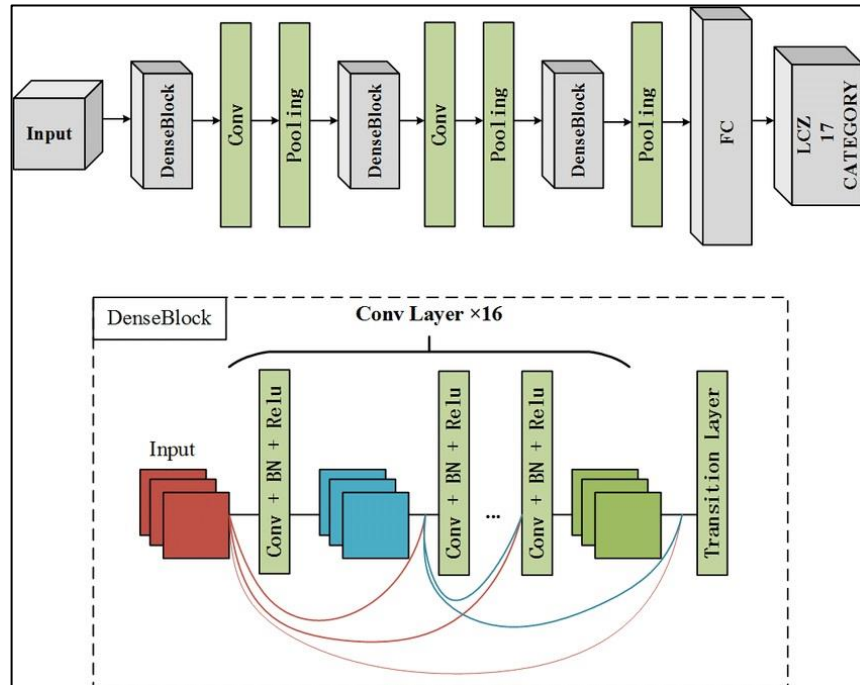 Input
DenseBlock
Conv
Pooling
DenseBlock
Conv
Pooling
DenseBlock
Pooling
FC
LCZ
17
CATEGORY
DenseBlock
Conv Layer ×16
Input
Conv + BN + Relu
Conv + BN + Relu
...
Conv + BN + Relu
Transition Layer